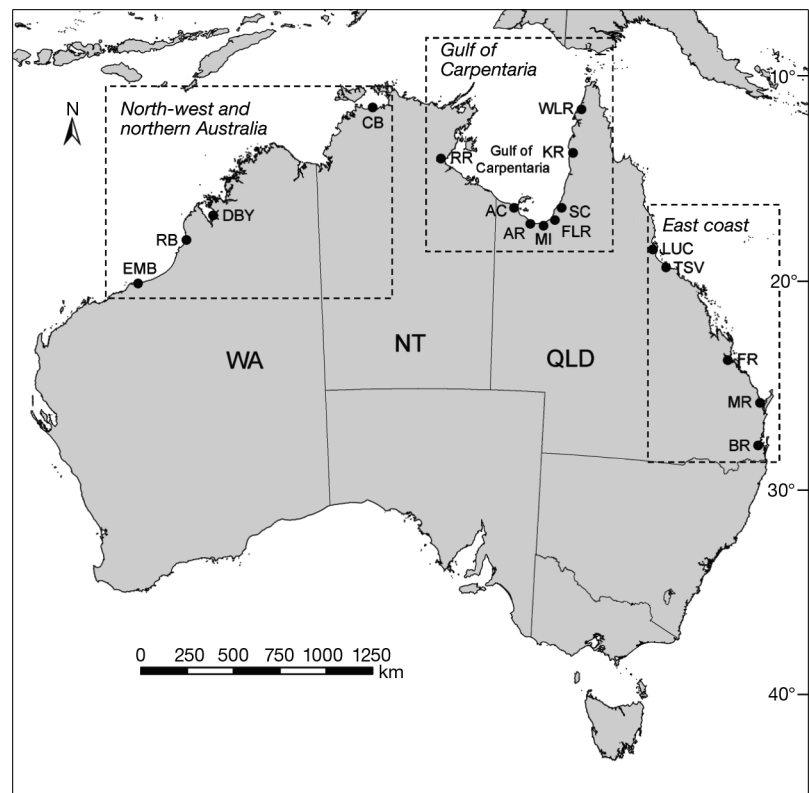 Gulf of
Carpentaria
10°
North-west and
northern Australia
N
CB
WLR
RR
Gulf of
Carpentaria
KR
DBY
AC
SC
AR
MI
FLR
East coast
RB
LUC
TSV
EMB
20°
WA
NT
QLD
FR
MR
BR
30°
0 250 500 750 1000 1250
km
40°